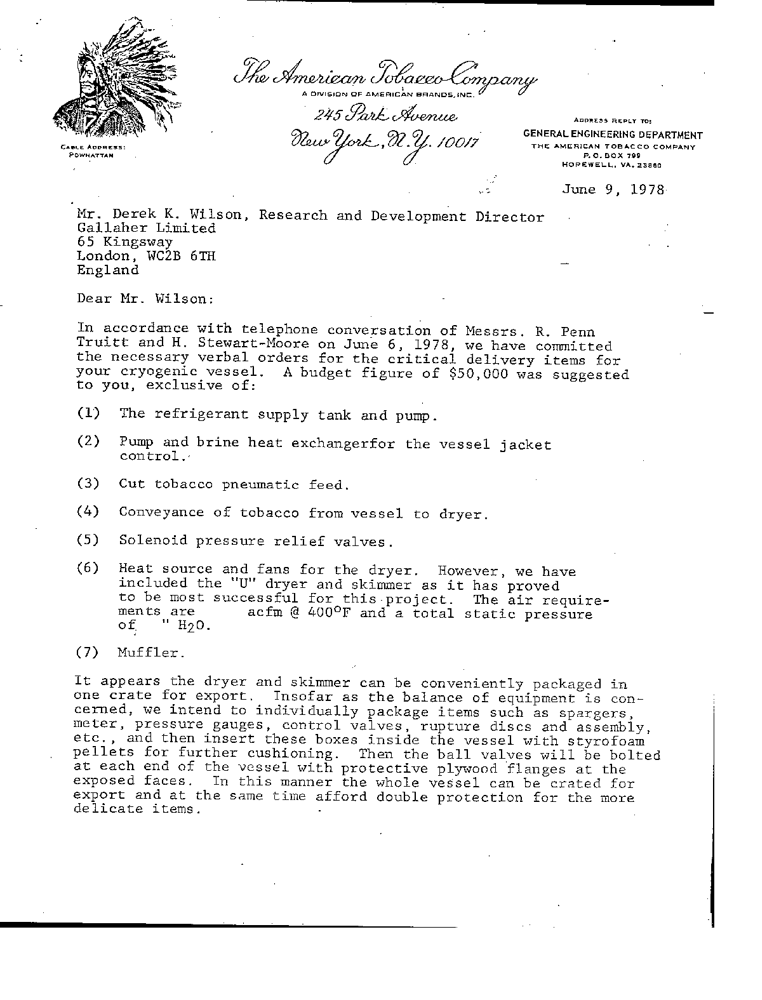 The American Tobacco Company
A DIVISION OF AMERICAN BRANDS, INC.
245 Park Avenue
New York, N.Y. 10017
CABLE ADDRESS:
POWHATTAN
ADDRESS REPLY TO:
GENERAL ENGINEERING DEPARTMENT
THE AMERICAN TOBACCO COMPANY
P. O. BOX 799
HOPEWELL, VA. 23860
June 9, 1978
Mr. Derek K. Wilson, Research and Development Director
Gallaher Limited
65 Kingsway
London, WC2B 6TH
England
Dear Mr. Wilson:
In accordance with telephone conversation of Messrs. R. Penn
Truitt and H. Stewart-Moore on June 6, 1978, we have committed
the necessary verbal orders for the critical delivery items for
your cryogenic vessel. A budget figure of $50,000 was suggested
to you, exclusive of:
(1) The refrigerant supply tank and pump.
(2) Pump and brine heat exchangerfor the vessel jacket
control.
(3) Cut tobacco pneumatic feed.
(4) Conveyance of tobacco from vessel to dryer.
(5) Solenoid pressure relief valves.
(6) Heat source and fans for the dryer. However, we have
included the "U" dryer and skimmer as it has proved
to be most successful for this project. The air require-
ments are acfm @ 400°F and a total static pressure
of " H2O.
(7) Muffler.
It appears the dryer and skimmer can be conveniently packaged in
one crate for export. Insofar as the balance of equipment is con-
cerned, we intend to individually package items such as spargers,
meter, pressure gauges, control valves, rupture discs and assembly,
etc., and then insert these boxes inside the vessel with styrofoam
pellets for further cushioning. Then the ball valves will be bolted
at each end of the vessel with protective plywood flanges at the
exposed faces. In this manner the whole vessel can be crated for
export and at the same time afford double protection for the more
delicate items.